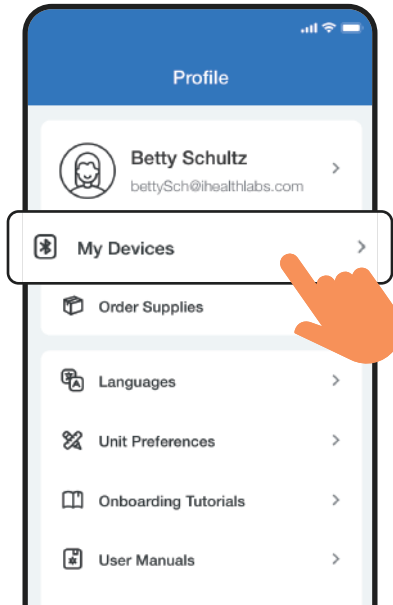 Profile
Betty Schultz
bettySch@ihealthlabs.com
My Devices
Order Supplies
Languages
Unit Preferences
Onboarding Tutorials
User Manuals